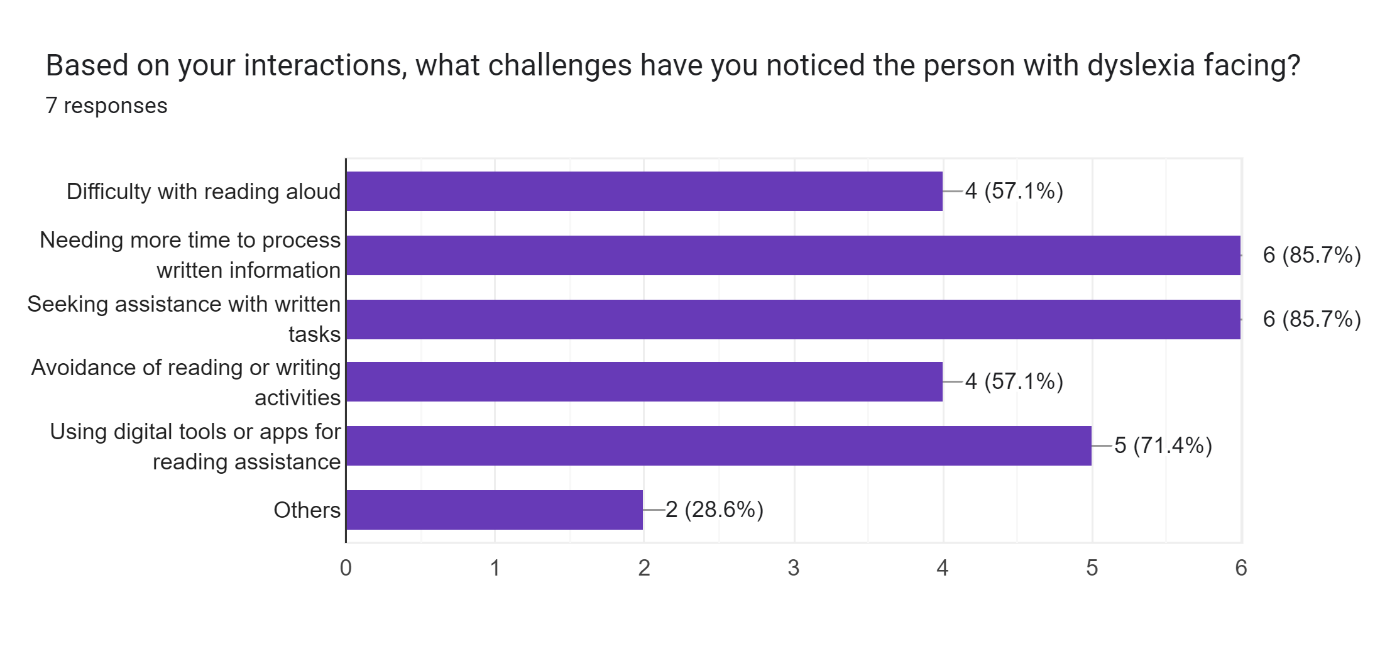 Based on your interactions, what challenges have you noticed the person with dyslexia facing?
7 responses
Difficulty with reading aloud
4 (57.1%)
Needing more time to process
written information
6 (85.7%)
Seeking assistance with written
tasks
6 (85.7%)
Avoidance of reading or writing
activities
4 (57.1%)
Using digital tools or apps for
reading assistance
5 (71.4%)
Others
2 (28.6%)
0 1 2 3 4 5 6